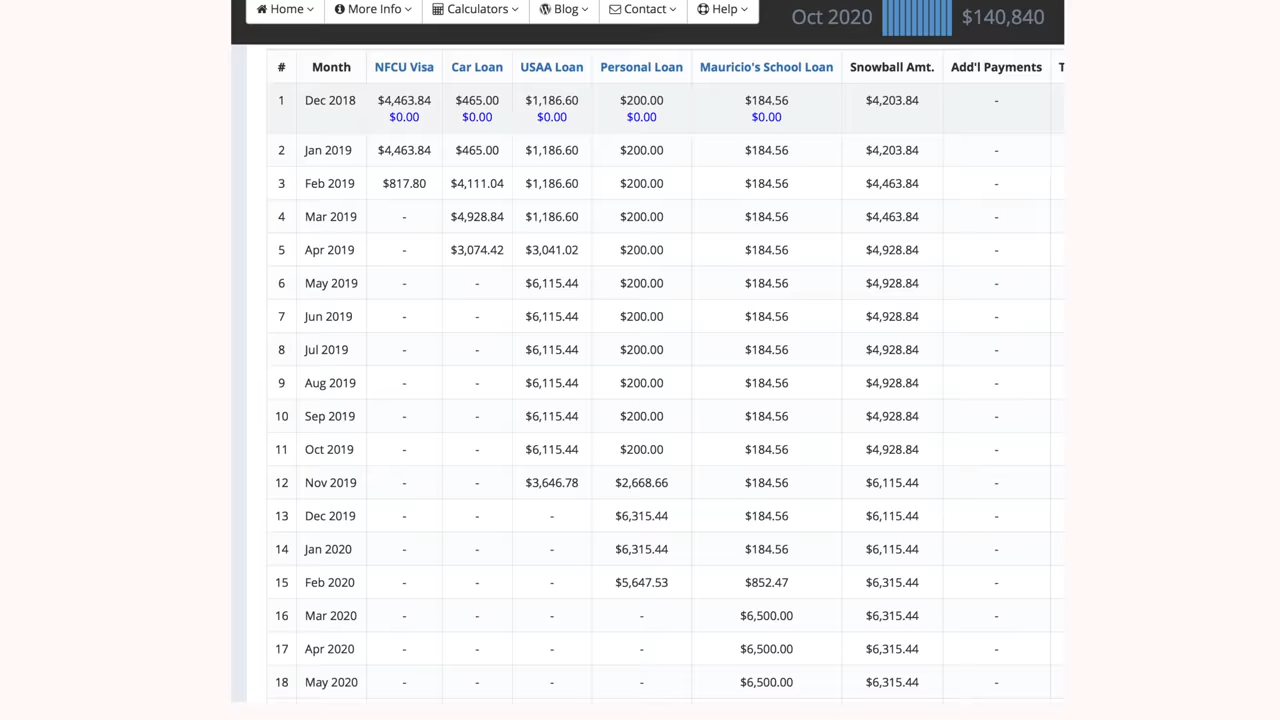 Home More Info Calculators Blog Contact Help Oct 2020 $140,840
# Month NFCU Visa Car Loan USAA Loan Personal Loan Mauricio's School Loan Snowball Amt. Add'l Payments T
1 Dec 2018 $4,463.84 $465.00 $1,186.60 $200.00 $184.56 $4,203.84 -
$0.00 $0.00 $0.00 $0.00 $0.00
2 Jan 2019 $4,463.84 $465.00 $1,186.60 $200.00 $184.56 $4,203.84 -
3 Feb 2019 $817.80 $4,111.04 $1,186.60 $200.00 $184.56 $4,463.84 -
4 Mar 2019 - $4,928.84 $1,186.60 $200.00 $184.56 $4,463.84 -
5 Apr 2019 - $3,074.42 $3,041.02 $200.00 $184.56 $4,928.84 -
6 May 2019 - - $6,115.44 $200.00 $184.56 $4,928.84 -
7 Jun 2019 - - $6,115.44 $200.00 $184.56 $4,928.84 -
8 Jul 2019 - - $6,115.44 $200.00 $184.56 $4,928.84 -
9 Aug 2019 - - $6,115.44 $200.00 $184.56 $4,928.84 -
10 Sep 2019 - - $6,115.44 $200.00 $184.56 $4,928.84 -
11 Oct 2019 - - $6,115.44 $200.00 $184.56 $4,928.84 -
12 Nov 2019 - - $3,646.78 $2,668.66 $184.56 $6,115.44 -
13 Dec 2019 - - - $6,315.44 $184.56 $6,115.44 -
14 Jan 2020 - - - $6,315.44 $184.56 $6,115.44 -
15 Feb 2020 - - - $5,647.53 $852.47 $6,315.44 -
16 Mar 2020 - - - - $6,500.00 $6,315.44 -
17 Apr 2020 - - - - $6,500.00 $6,315.44 -
18 May 2020 - - - - $6,500.00 $6,315.44 -